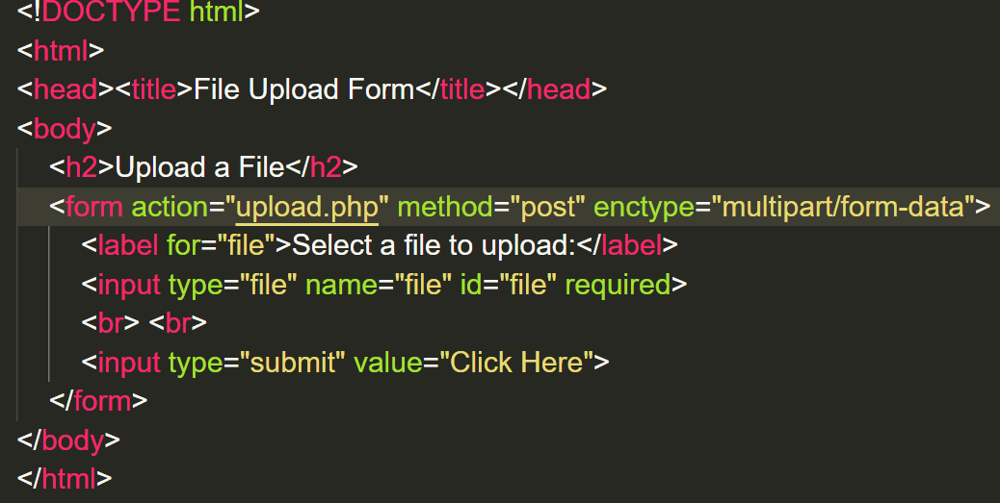 <!DOCTYPE html>
<html>
<head><title>File Upload Form</title></head>
<body>
<h2>Upload a File</h2>
<form action="upload.php" method="post" enctype="multipart/form-data">
<label for="file">Select a file to upload:</label>
<input type="file" name="file" id="file" required>
<br> <br>
<input type="submit" value="Click Here">
</form>
</body>
</html>